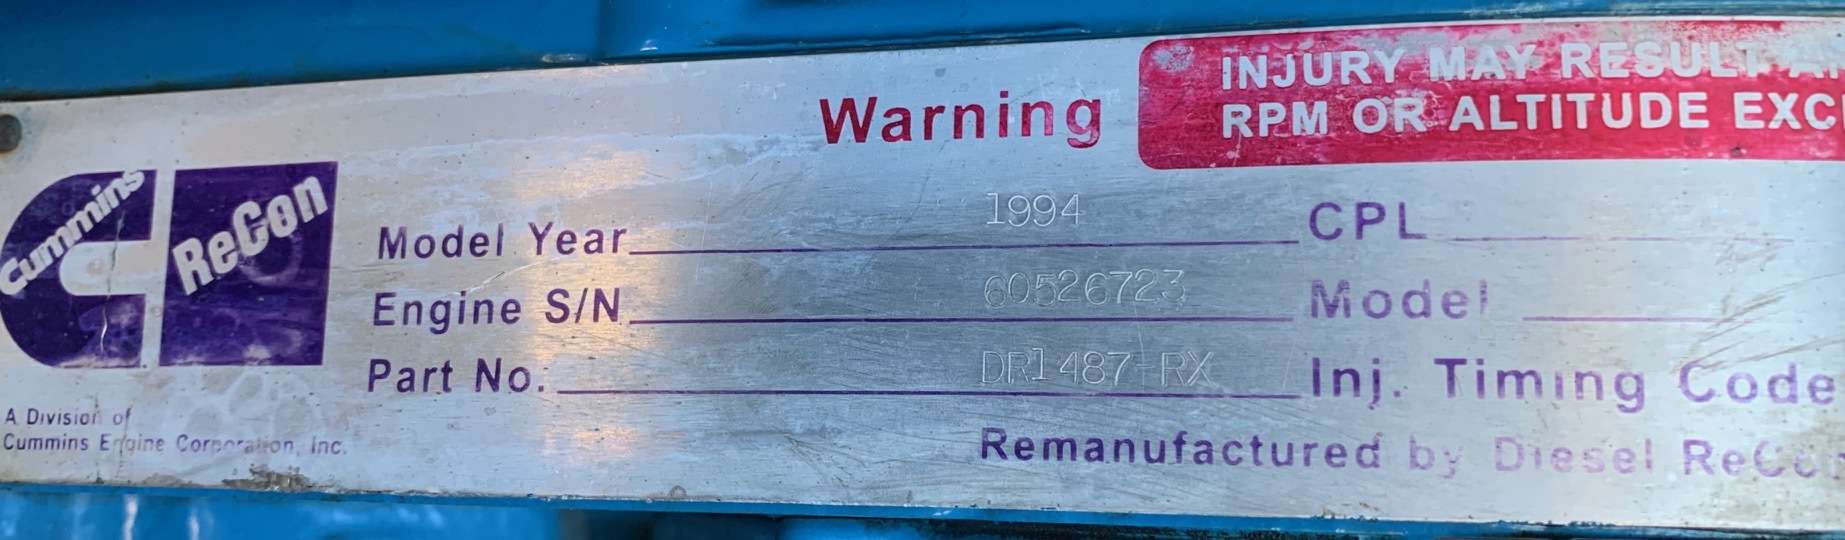 Warning
INJURY MAY RESULT
RPM OR ALTITUDE EXC
Cummins
ReCon
Model Year 1994 CPL
Engine S/N 60526723 Model
Part No. DR1487-RX Inj. Timing Code
A Division of
Cummins Engine Corporation, Inc.
Remanufactured by Diesel ReCon